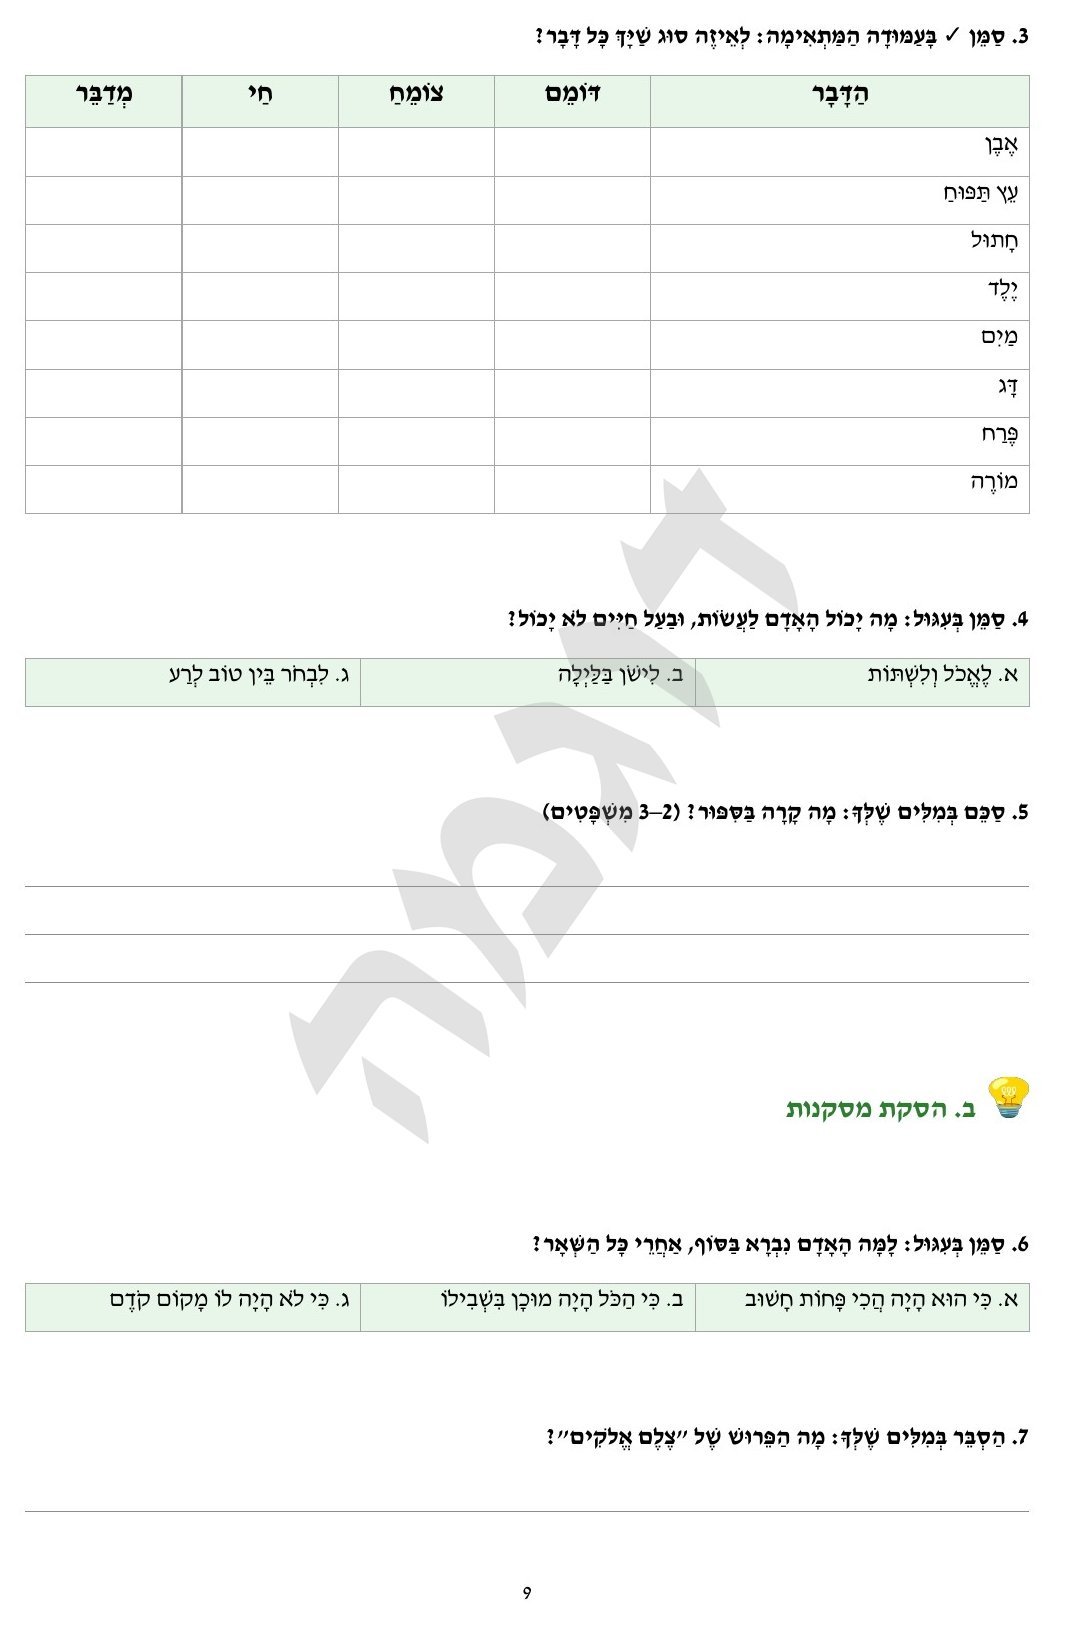 3. סַמֵּן ✓ בָּעַמּוּדָה הַמַּתְאִימָה: לְאֵיזֶה סוּג שַׁיָּךְ כָּל דָּבָר?
הַדָּבָר דּוֹמֵם צוֹמֵחַ חַי מְדַבֵּר
אֶבֶן
עֵץ תַּפּוּחַ
חָתוּל
יֶלֶד
מַיִם
דָּג
פֶּרַח
מוֹרֶה
4. סַמֵּן בְּעִגּוּל: מָה יָכוֹל הָאָדָם לַעֲשׂוֹת, וּבַעַל חַיִּים לֹא יָכוֹל?
א. לֶאֱכֹל וְלִשְׁתּוֹת ב. לִישֹׁן בַּלַּיְלָה ג. לִבְחֹר בֵּין טוֹב לְרַע
5. סַכֵּם בְּמִלִּים שֶׁלְּךָ: מָה קָרָה בַּסִּפּוּר? (2–3 מִשְׁפָּטִים)
דוגמה
ב. הסקת מסקנות
6. סַמֵּן בְּעִגּוּל: לָמָּה הָאָדָם נִבְרָא בַּסּוֹף, אַחֲרֵי כָּל הַשְּׁאָר?
א. כִּי הוּא הָיָה הֲכִי פָּחוֹת חָשׁוּב ב. כִּי הַכֹּל הָיָה מוּכָן בִּשְׁבִילוֹ ג. כִּי לֹא הָיָה לוֹ מָקוֹם קֹדֶם
7. הַסְבֵּר בְּמִלִּים שֶׁלְּךָ: מָה הַפֵּרוּשׁ שֶׁל "צֶלֶם אֱלֹקִים"?
9